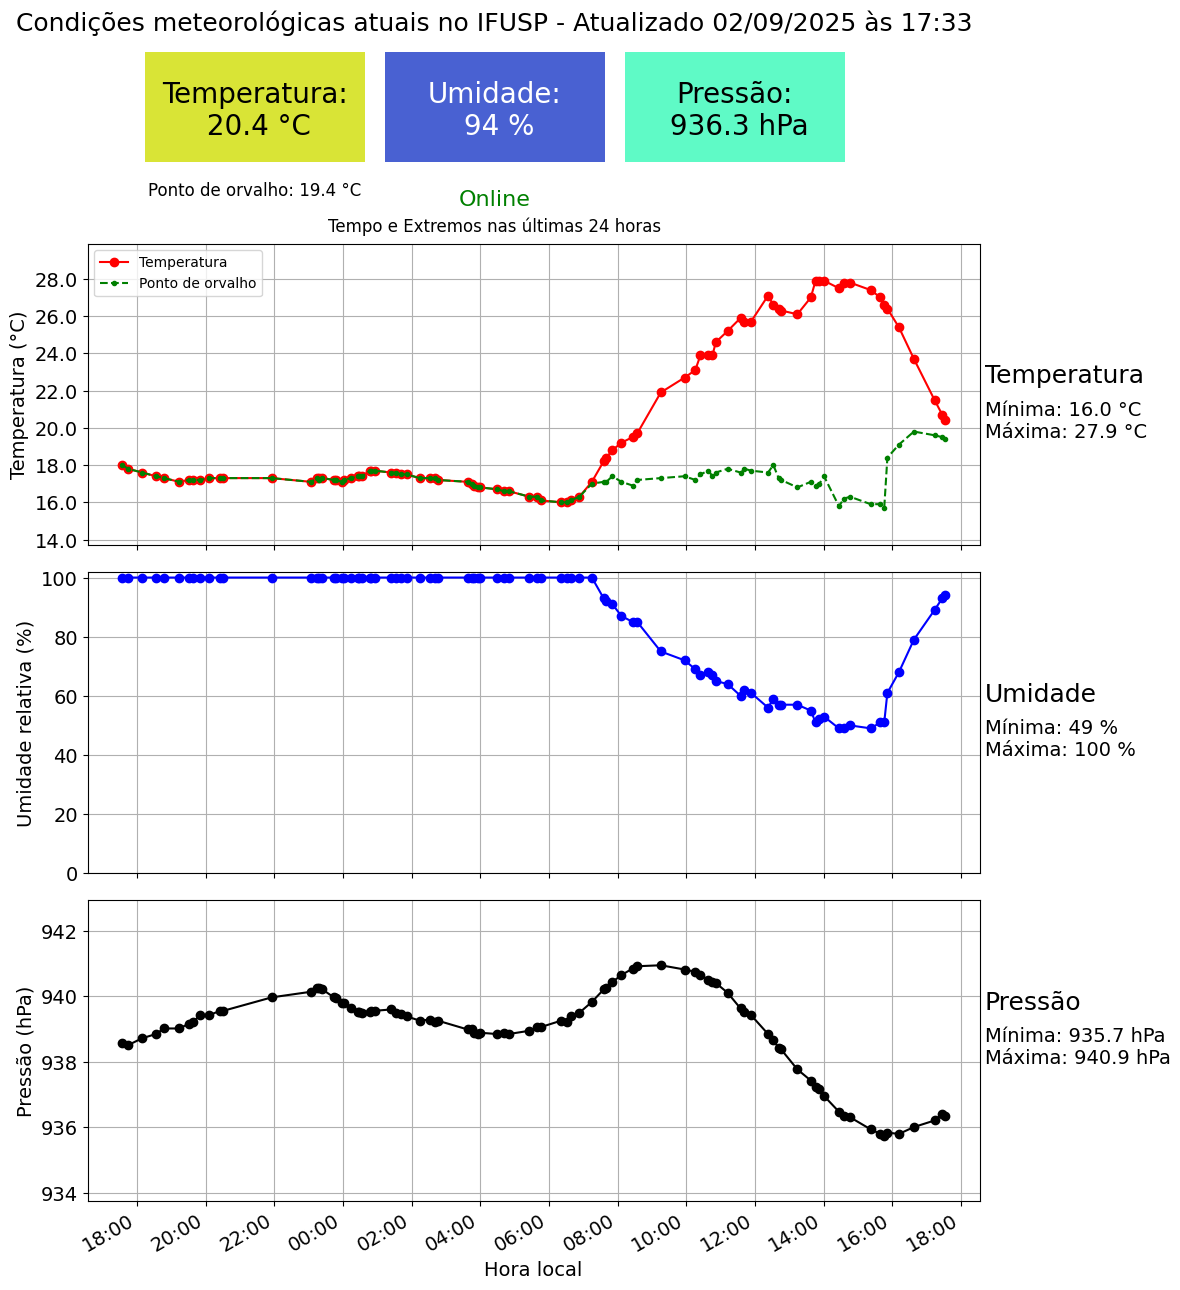 Condições meteorológicas atuais no IFUSP - Atualizado 02/09/2025 às 17:33
Temperatura:
20.4 °C
Umidade:
94 %
Pressão:
936.3 hPa
Ponto de orvalho: 19.4 °C
Online
Tempo e Extremos nas últimas 24 horas
Temperatura
Ponto de orvalho
Temperatura (°C)
28.0
26.0
24.0
22.0
20.0
18.0
16.0
14.0
Temperatura
Mínima: 16.0 °C
Máxima: 27.9 °C
Umidade relativa (%)
100
80
60
40
20
0
Umidade
Mínima: 49 %
Máxima: 100 %
Pressão (hPa)
942
940
938
936
934
Pressão
Mínima: 935.7 hPa
Máxima: 940.9 hPa
18:00 20:00 22:00 00:00 02:00 04:00 06:00 08:00 10:00 12:00 14:00 16:00 18:00
Hora local